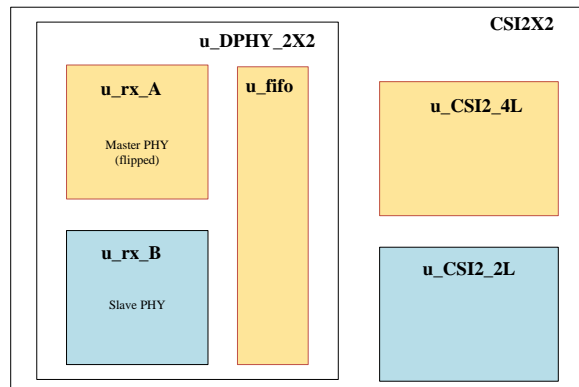 CSI2X2
u_DPHY_2X2
u_rx_A
Master PHY
(flipped)
u_fifo
u_rx_B
Slave PHY
u_CSI2_4L
u_CSI2_2L